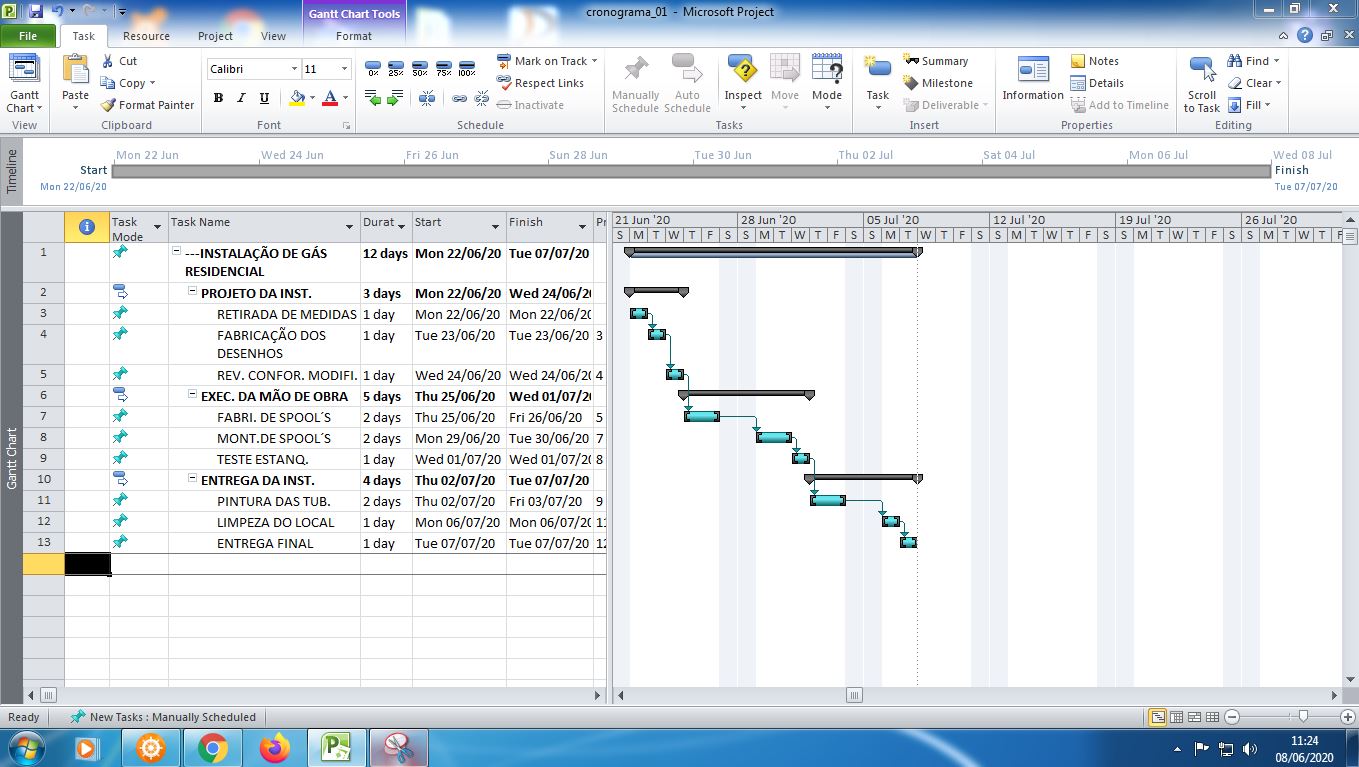 Gantt Chart Tools
cronograma_01 - Microsoft Project
File Task Resource Project View Format
Gantt Chart
View
Paste
Cut
Copy
Format Painter
Clipboard
Calibri 11
B I U A
Font
0% 25% 50% 75% 100%
Mark on Track
Respect Links
Inactivate
Schedule
Manually Schedule
Auto Schedule
Inspect
Move
Mode
Tasks
Task
Summary
Milestone
Deliverable
Insert
Information
Notes
Details
Add to Timeline
Properties
Scroll to Task
Find
Clear
Fill
Editing
Timeline
Mon 22 Jun Wed 24 Jun Fri 26 Jun Sun 28 Jun Tue 30 Jun Thu 02 Jul Sat 04 Jul Mon 06 Jul Wed 08 Jul
Start
Mon 22/06/20
Finish
Tue 07/07/20
Gantt Chart
Task Mode Task Name Durat Start Finish Pr
1 ---INSTALAÇÃO DE GÁS RESIDENCIAL 12 days Mon 22/06/20 Tue 07/07/20
2 PROJETO DA INST. 3 days Mon 22/06/20 Wed 24/06/20
3 RETIRADA DE MEDIDAS 1 day Mon 22/06/20 Mon 22/06/20
4 FABRICAÇÃO DOS DESENHOS 1 day Tue 23/06/20 Tue 23/06/20 3
5 REV. CONFOR. MODIFI. 1 day Wed 24/06/20 Wed 24/06/20 4
6 EXEC. DA MÃO DE OBRA 5 days Thu 25/06/20 Wed 01/07/20
7 FABRI. DE SPOOL´S 2 days Thu 25/06/20 Fri 26/06/20 5
8 MONT.DE SPOOL´S 2 days Mon 29/06/20 Tue 30/06/20 7
9 TESTE ESTANQ. 1 day Wed 01/07/20 Wed 01/07/20 8
10 ENTREGA DA INST. 4 days Thu 02/07/20 Tue 07/07/20
11 PINTURA DAS TUB. 2 days Thu 02/07/20 Fri 03/07/20 9
12 LIMPEZA DO LOCAL 1 day Mon 06/07/20 Mon 06/07/20 11
13 ENTREGA FINAL 1 day Tue 07/07/20 Tue 07/07/20 12
21 Jun '20 28 Jun '20 05 Jul '20 12 Jul '20 19 Jul '20 26 Jul '20
S M T W T F S S M T W T F S S M T W T F S S M T W T F S S M T W T F S S M T W T F
Ready New Tasks : Manually Scheduled
11:24
08/06/2020